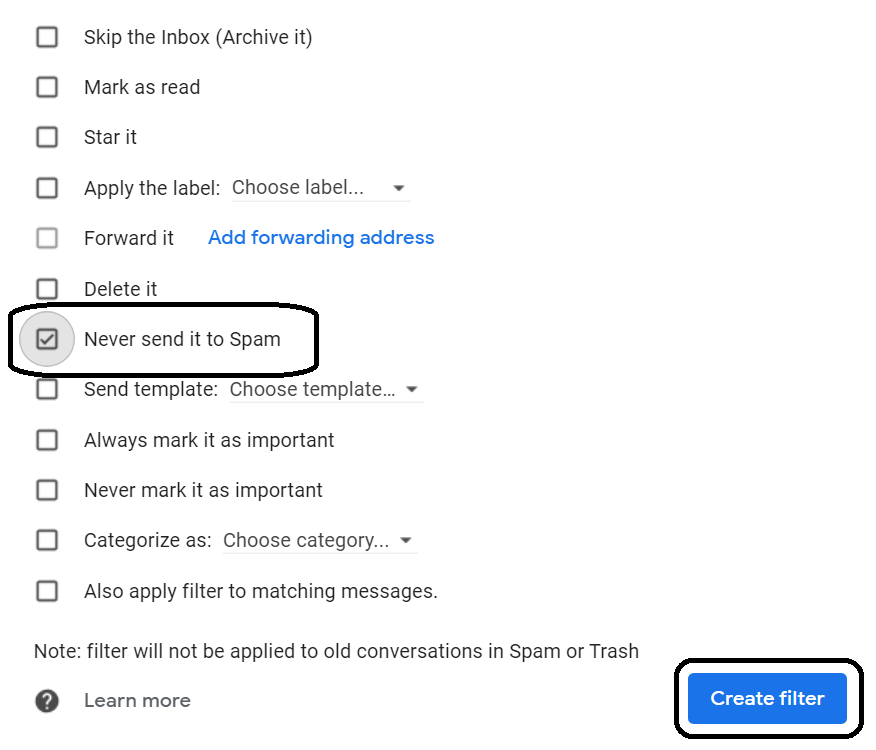 Skip the Inbox (Archive it)
Mark as read
Star it
Apply the label: Choose label...
Forward it Add forwarding address
Delete it
Never send it to Spam
Send template: Choose template...
Always mark it as important
Never mark it as important
Categorize as: Choose category...
Also apply filter to matching messages.
Note: filter will not be applied to old conversations in Spam or Trash
? Learn more
Create filter